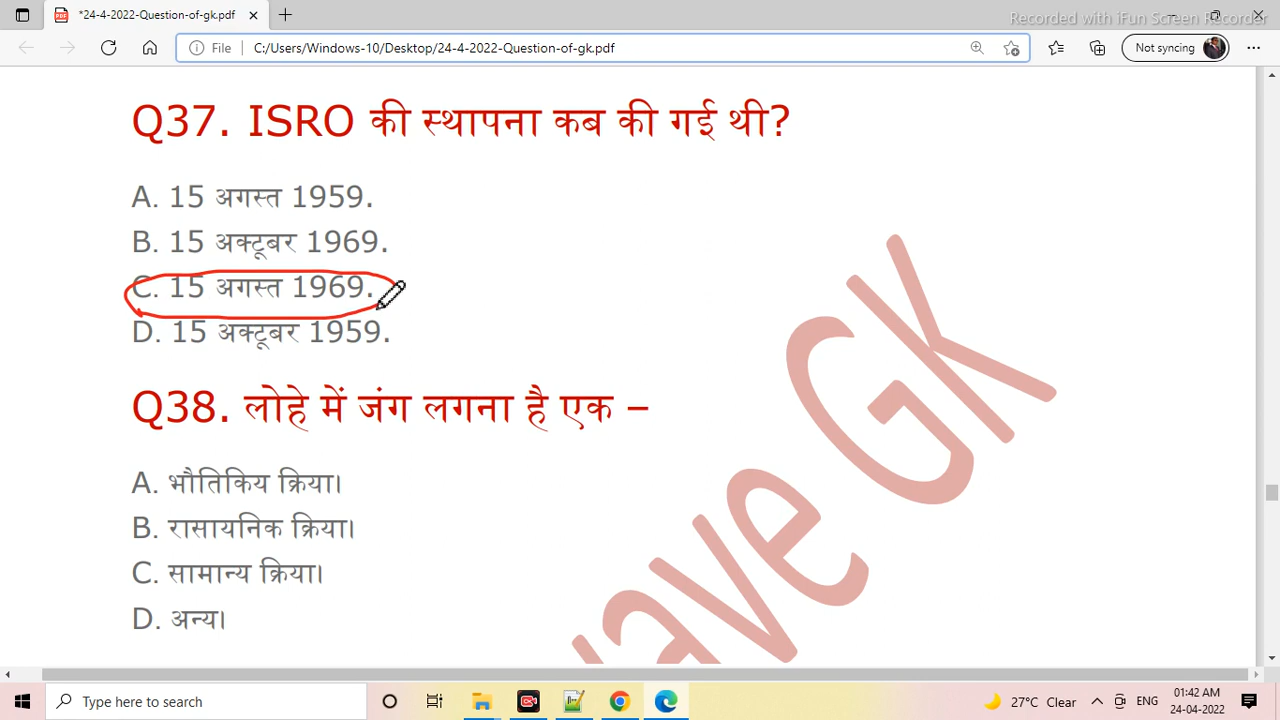 *24-4-2022-Question-of-gk.pdf
Recorded with iFun Screen Recorder
File C:/Users/Windows-10/Desktop/24-4-2022-Question-of-gk.pdf
Not syncing
Q37. ISRO की स्थापना कब की गई थी?
A. 15 अगस्त 1959.
B. 15 अक्टूबर 1969.
C. 15 अगस्त 1969.
D. 15 अक्टूबर 1959.
Q38. लोहे में जंग लगना है एक –
A. भौतिकिय क्रिया।
B. रासायनिक क्रिया।
C. सामान्य क्रिया।
D. अन्य।
ave GK
Type here to search
27°C Clear
ENG
01:42 AM
24-04-2022